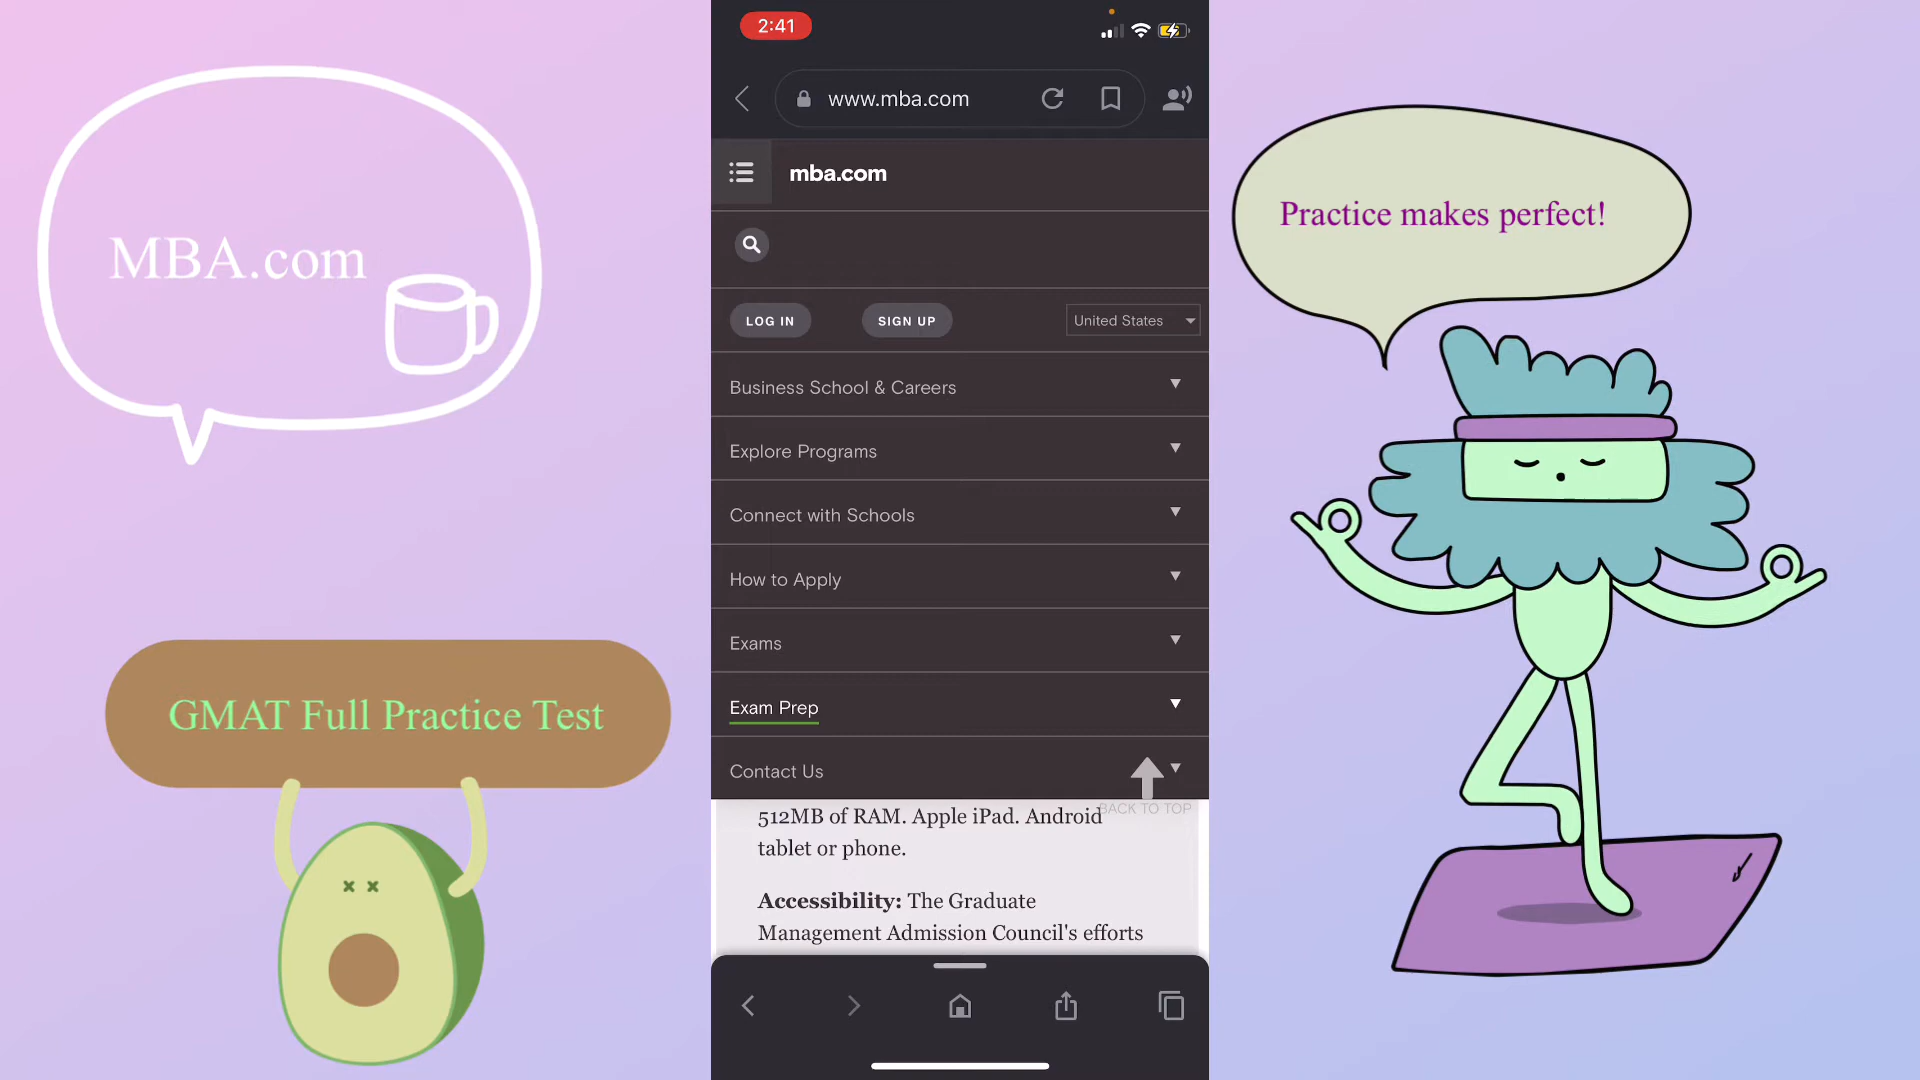 MBA.com
GMAT Full Practice Test
2:41
www.mba.com
mba.com
LOG IN
SIGN UP
United States
Business School & Careers
Explore Programs
Connect with Schools
How to Apply
Exams
Exam Prep
Contact Us
BACK TO TOP
512MB of RAM. Apple iPad. Android
tablet or phone.
Accessibility: The Graduate
Management Admission Council's efforts
Practice makes perfect!